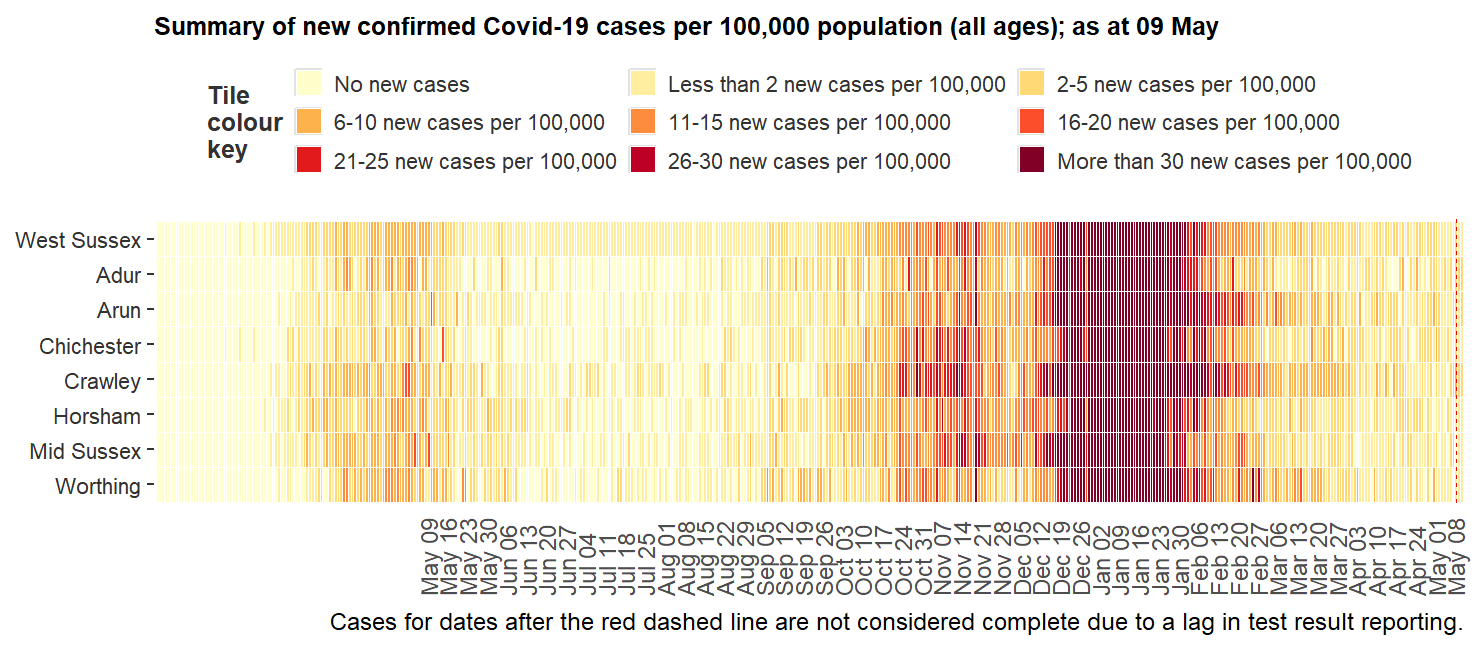 Summary of new confirmed Covid-19 cases per 100,000 population (all ages); as at 09 May
Tile
colour
key
No new cases
Less than 2 new cases per 100,000
2-5 new cases per 100,000
6-10 new cases per 100,000
11-15 new cases per 100,000
16-20 new cases per 100,000
21-25 new cases per 100,000
26-30 new cases per 100,000
More than 30 new cases per 100,000
West Sussex
Adur
Arun
Chichester
Crawley
Horsham
Mid Sussex
Worthing
May 09
May 16
May 23
May 30
Jun 06
Jun 13
Jun 20
Jun 27
Jul 04
Jul 11
Jul 18
Jul 25
Aug 01
Aug 08
Aug 15
Aug 22
Aug 29
Sep 05
Sep 12
Sep 19
Sep 26
Oct 03
Oct 10
Oct 17
Oct 24
Oct 31
Nov 07
Nov 14
Nov 21
Nov 28
Dec 05
Dec 12
Dec 19
Dec 26
Jan 02
Jan 09
Jan 16
Jan 23
Jan 30
Feb 06
Feb 13
Feb 20
Feb 27
Mar 06
Mar 13
Mar 20
Mar 27
Apr 03
Apr 10
Apr 17
Apr 24
May 01
May 08
Cases for dates after the red dashed line are not considered complete due to a lag in test result reporting.